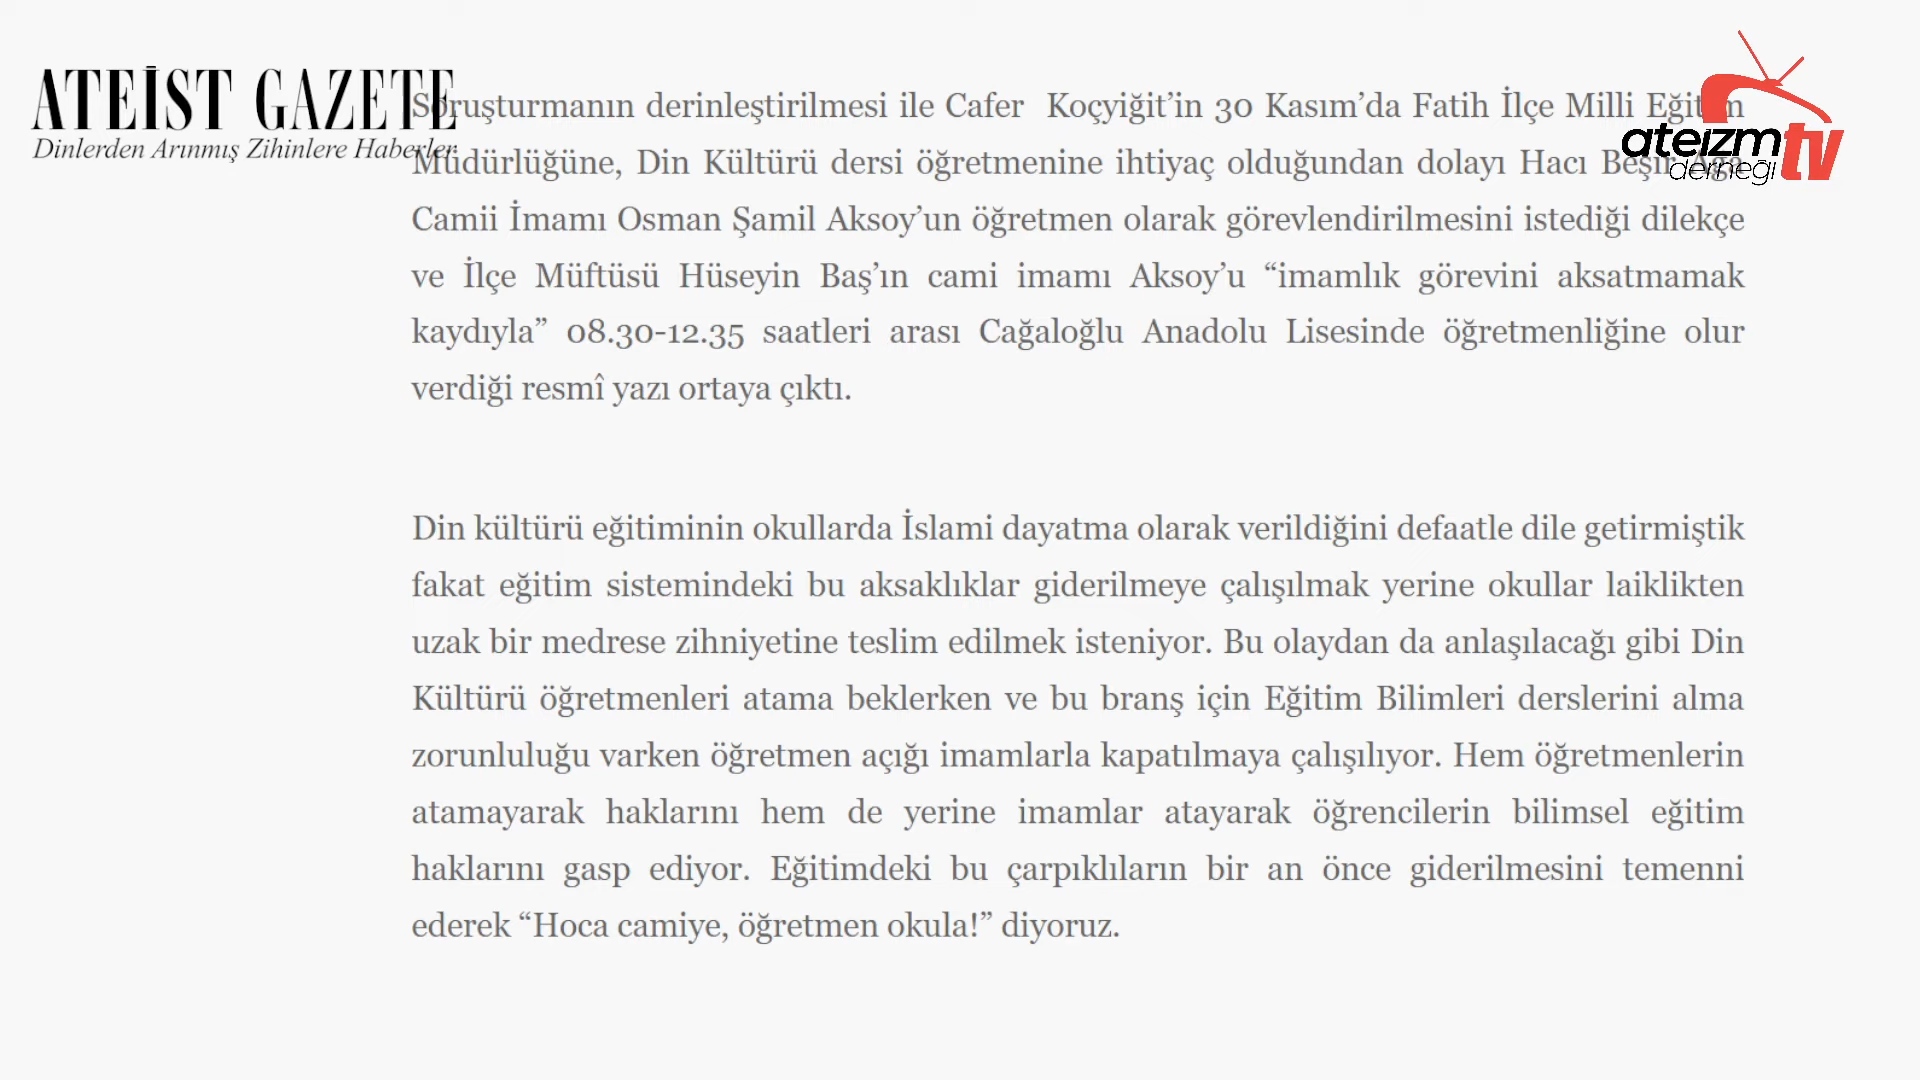 ATEİST GAZETE
Dinlerden Arınmış Zihinlere Haberler.
ateizm
derneği
tv
Soruşturmanın derinleştirilmesi ile Cafer Koçyiğit’in 30 Kasım’da Fatih İlçe Milli Eğitim
Müdürlüğüne, Din Kültürü dersi öğretmenine ihtiyaç olduğundan dolayı Hacı Beşir Ağa
Camii İmamı Osman Şamil Aksoy’un öğretmen olarak görevlendirilmesini istediği dilekçe
ve İlçe Müftüsü Hüseyin Baş’ın cami imamı Aksoy’u “imamlık görevini aksatmamak
kaydıyla” 08.30-12.35 saatleri arası Cağaloğlu Anadolu Lisesinde öğretmenliğine olur
verdiği resmî yazı ortaya çıktı.
Din kültürü eğitiminin okullarda İslami dayatma olarak verildiğini defaatle dile getirmiştik
fakat eğitim sistemindeki bu aksaklıklar giderilmeye çalışılmak yerine okullar laiklikten
uzak bir medrese zihniyetine teslim edilmek isteniyor. Bu olaydan da anlaşılacağı gibi Din
Kültürü öğretmenleri atama beklerken ve bu branş için Eğitim Bilimleri derslerini alma
zorunluluğu varken öğretmen açığı imamlarla kapatılmaya çalışılıyor. Hem öğretmenlerin
atamayarak haklarını hem de yerine imamlar atayarak öğrencilerin bilimsel eğitim
haklarını gasp ediyor. Eğitimdeki bu çarpıklıların bir an önce giderilmesini temenni
ederek “Hoca camiye, öğretmen okula!” diyoruz.